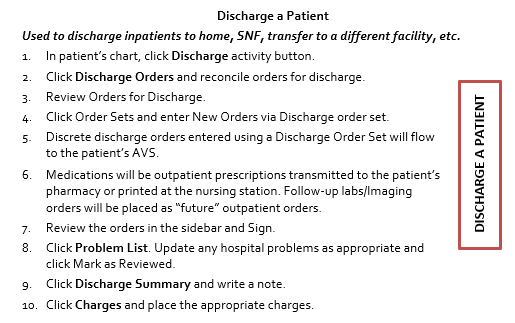 Discharge a Patient
Used to discharge inpatients to home, SNF, transfer to a different facility, etc.
1. In patient's chart, click Discharge activity button.
2. Click Discharge Orders and reconcile orders for discharge.
3. Review Orders for Discharge.
4. Click Order Sets and enter New Orders via Discharge order set.
5. Discrete discharge orders entered using a Discharge Order Set will flow
to the patient's AVS.
6. Medications will be outpatient prescriptions transmitted to the patient's
pharmacy or printed at the nursing station. Follow-up labs/Imaging
orders will be placed as "future" outpatient orders.
7. Review the orders in the sidebar and Sign.
8. Click Problem List. Update any hospital problems as appropriate and
click Mark as Reviewed.
9. Click Discharge Summary and write a note.
10. Click Charges and place the appropriate charges.
DISCHARGE A PATIENT